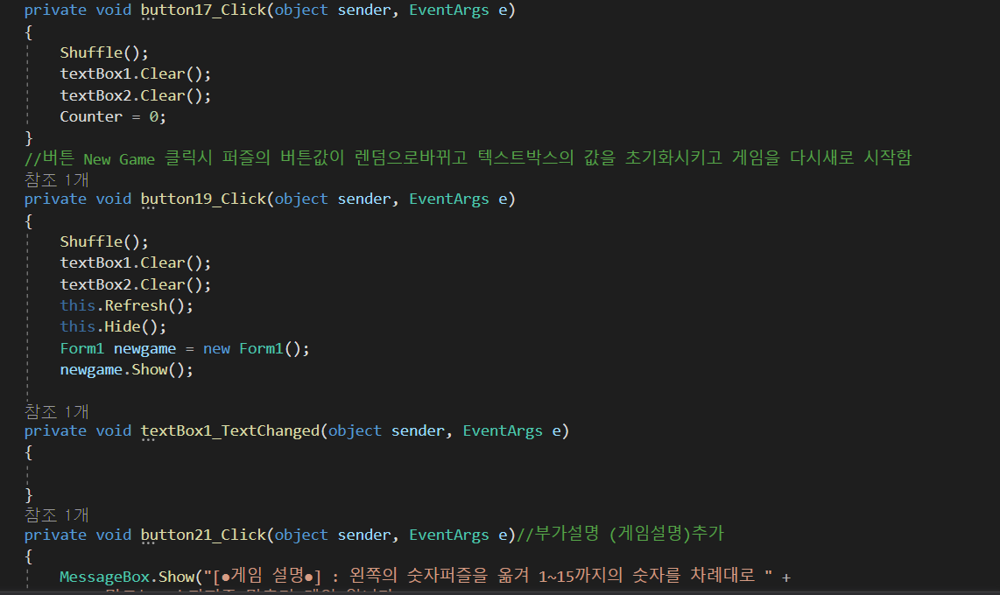 private void button17_Click(object sender, EventArgs e)
{
Shuffle();
textBox1.Clear();
textBox2.Clear();
Counter = 0;
}
//버튼 New Game 클릭시 퍼즐의 버튼값이 렌덤으로바뀌고 텍스트박스의 값을 초기화시키고 게임을 다시새로 시작함
참조 1개
private void button19_Click(object sender, EventArgs e)
{
Shuffle();
textBox1.Clear();
textBox2.Clear();
this.Refresh();
this.Hide();
Form1 newgame = new Form1();
newgame.Show();
참조 1개
private void textBox1_TextChanged(object sender, EventArgs e)
{
}
참조 1개
private void button21_Click(object sender, EventArgs e)//부가설명 (게임설명)추가
{
MessageBox.Show("[●게임 설명●] : 왼쪽의 숫자퍼즐을 옮겨 1~15까지의 숫자를 차례대로 " +